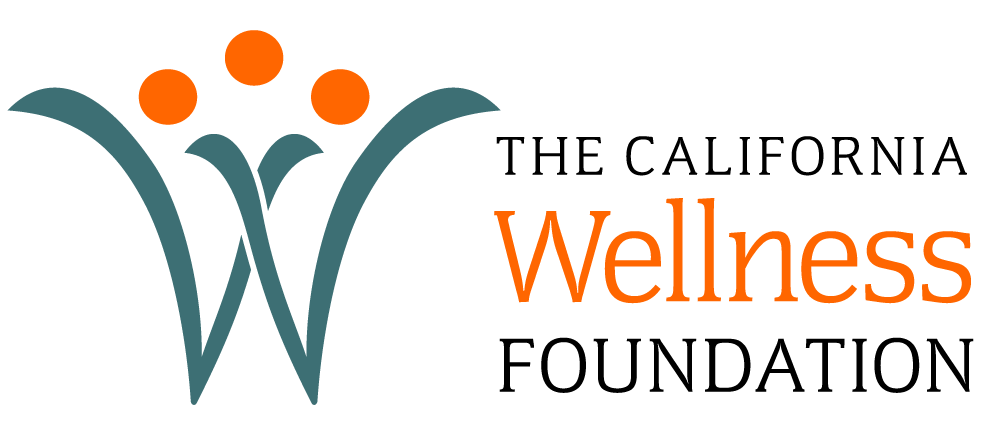 THE CALIFORNIA
Wellness
FOUNDATION